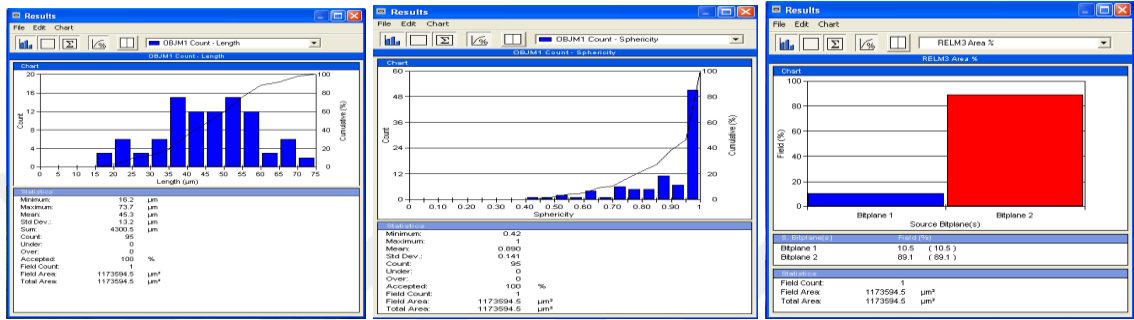 Results
File Edit Chart
OBJM1 Count - Length
OBJM1 Count - Length
Chart
20
16
12
8
4
0
Count
100
80
60
40
20
0
Cumulative (%)
0 5 10 15 20 25 30 35 40 45 50 55 60 65 70 75
Length (µm)
Statistics
Minimum: 16.2 µm
Maximum: 73.7 µm
Mean: 45.3 µm
Std Dev.: 13.2 µm
Sum: 4300.5 µm
Count: 95
Under: 0
Over: 0
Accepted: 100 %
Field Count: 1
Field Area: 1173594.5 µm²
Total Area: 1173594.5 µm²
Results
File Edit Chart
OBJM1 Count - Sphericity
OBJM1 Count - Sphericity
Chart
60
48
36
24
12
0
Count
100
80
60
40
20
0
Cumulative (%)
0 0.10 0.20 0.30 0.40 0.50 0.60 0.70 0.80 0.90 1
Sphericity
Statistics
Minimum: 0.42
Maximum: 1
Mean: 0.890
Std Dev.: 0.141
Count: 95
Under: 0
Over: 0
Accepted: 100 %
Field Count: 1
Field Area: 1173594.5 µm²
Total Area: 1173594.5 µm²
Results
File Edit Chart
RELM3 Area %
RELM3 Area %
Chart
100
80
60
40
20
0
Field (%)
Bitplane 1 Bitplane 2
Source Bitplane(s)
S. Bitplane(s) Field (%)
Bitplane 1 10.5 ( 10.5 )
Bitplane 2 89.1 ( 89.1 )
Statistics
Field Count: 1
Field Area: 1173594.5 µm²
Total Area: 1173594.5 µm²